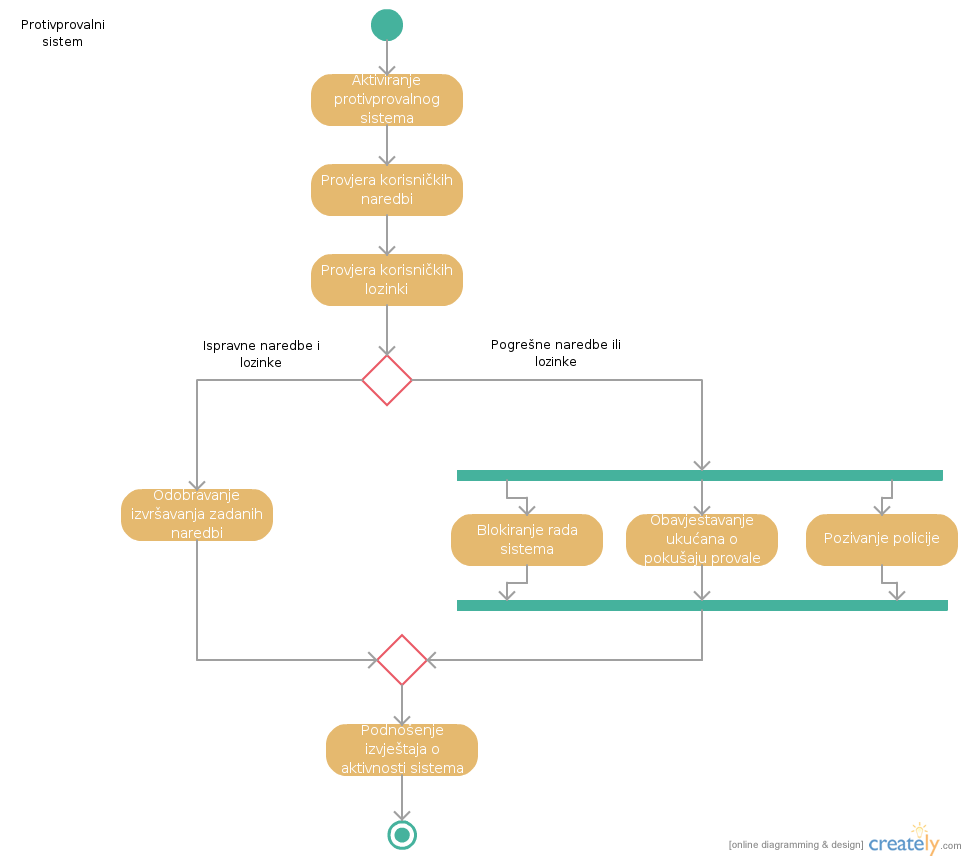 Protivprovalni
sistem
Aktiviranje
protivprovalnog
sistema
Provjera korisničkih
naredbi
Provjera korisničkih
lozinki
Ispravne naredbe i
lozinke
Pogrešne naredbe ili
lozinke
Odobravanje
izvršavanja zadanih
naredbi
Blokiranje rada
sistema
Obavještavanje
ukućana o
pokušaju provale
Pozivanje policije
Podnošenje
izvještaja o
aktivnosti sistema
[online diagramming & design] creately.com